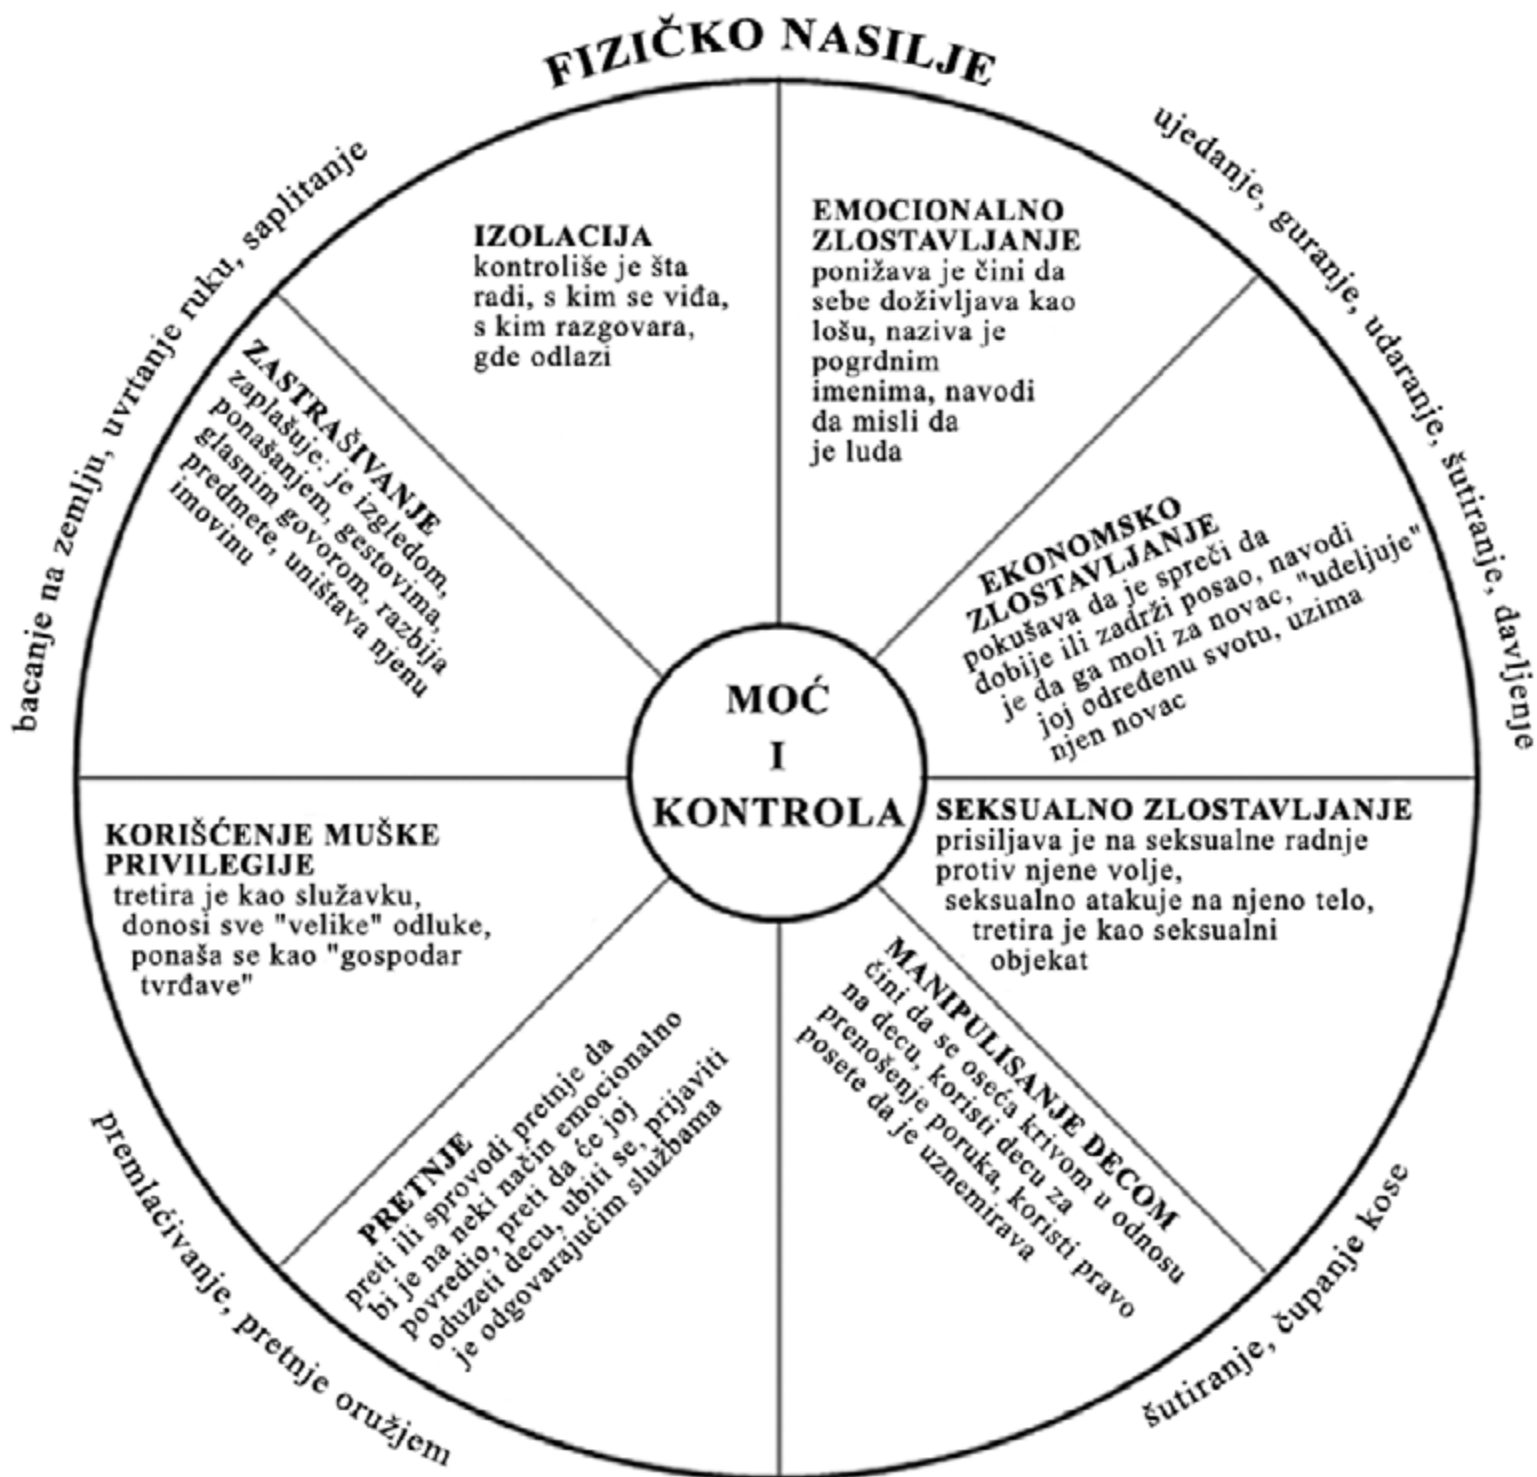 FIZIČKO NASILJE
ujedanje, guranje, udaranje, šutiranje, davljenje
šutiranje, čupanje kose
premlaćivanje, pretnje oružjem
bacanje na zemlju, uvrtanje ruku, saplitanje
IZOLACIJA
kontroliše je šta
radi, s kim se viđa,
s kim razgovara,
gde odlazi
EMOCIONALNO
ZLOSTAVLJANJE
ponižava je čini da
sebe doživljava kao
lošu, naziva je
pogrdnim
imenima, navodi
da misli da
je luda
EKONOMSKO
ZLOSTAVLJANJE
pokušava da je spreči da
dobije ili zadrži posao, navodi
je da ga moli za novac, "udeljuje"
joj određenu svotu, uzima
njen novac
SEKSUALNO ZLOSTAVLJANJE
prisiljava je na seksualne radnje
protiv njene volje,
seksualno atakuje na njeno telo,
tretira je kao seksualni
objekat
MANIPULISANJE DECOM
čini da se oseća krivom u odnosu
na decu, koristi decu za
prenošenje poruka, koristi pravo
posete da je uznemirava
PRETNJE
preti ili sprovodi pretnje da
bi je na neki način emocionalno
povredio, preti da će joj
oduzeti decu, ubiti se, prijaviti
je odgovarajućim službama
KORIŠĆENJE MUŠKE
PRIVILEGIJE
tretira je kao služavku,
donosi sve "velike" odluke,
ponaša se kao "gospodar
tvrđave"
ZASTRAŠIVANJE
zaplašuje: je izgledom,
ponašanjem, gestovima,
glasnim govorom, razbija
predmete, uništava njenu
imovinu
MOĆ
I
KONTROLA